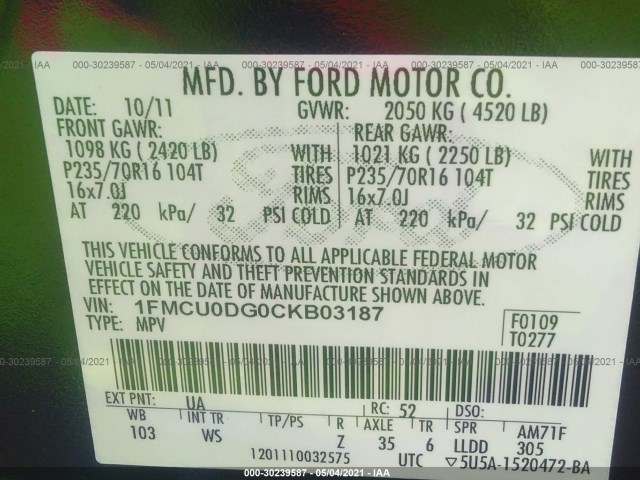 000-30239587 - 05/04/2021 - IAA 000-30239587 - 05/04/2021 - IAA
MFD. BY FORD MOTOR CO.
DATE: 10/11 GVWR: 2050 KG ( 4520 LB)
FRONT GAWR: REAR GAWR:
1098 KG ( 2420 LB) WITH 1021 KG ( 2250 LB) WITH
P235/70R16 104T TIRES P235/70R16 104T TIRES
16x7.0J RIMS 16x7.0J RIMS
AT 220 kPa/ 32 PSI COLD AT 220 kPa/ 32 PSI COLD
THIS VEHICLE CONFORMS TO ALL APPLICABLE FEDERAL MOTOR
VEHICLE SAFETY AND THEFT PREVENTION STANDARDS IN
EFFECT ON THE DATE OF MANUFACTURE SHOWN ABOVE.
VIN: 1FMCU0DG0CKB03187 F0109
TYPE: MPV T0277
EXT PNT: UA RC: 52 DSO:
WB INT TR TP/PS R AXLE TR SPR AM71F
103 WS Z 35 6 LLDD 305
1201110032575 UTC ▽5U5A-1520472-BA
000-30239587 - 05/04/2021 - IAA